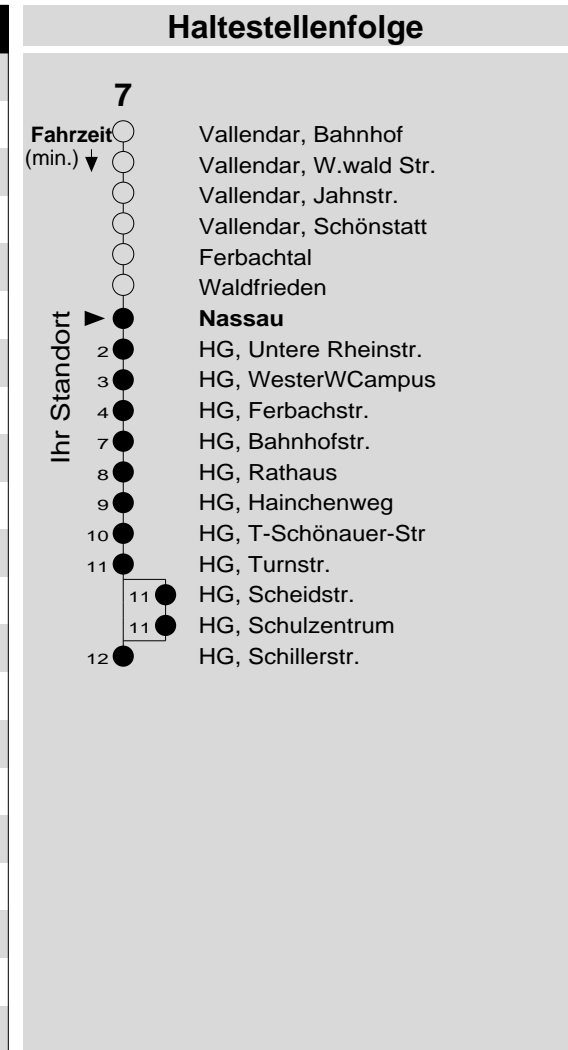 Haltestellenfolge
7
Fahrzeit
(min.)
Vallendar, Bahnhof
Vallendar, W.wald Str.
Vallendar, Jahnstr.
Vallendar, Schönstatt
Ferbachtal
Waldfrieden
Ihr Standort
Nassau
2 HG, Untere Rheinstr.
3 HG, WesterWCampus
4 HG, Ferbachstr.
7 HG, Bahnhofstr.
8 HG, Rathaus
9 HG, Hainchenweg
10 HG, T-Schönauer-Str
11 HG, Turnstr.
11 HG, Scheidstr.
11 HG, Schulzentrum
12 HG, Schillerstr.